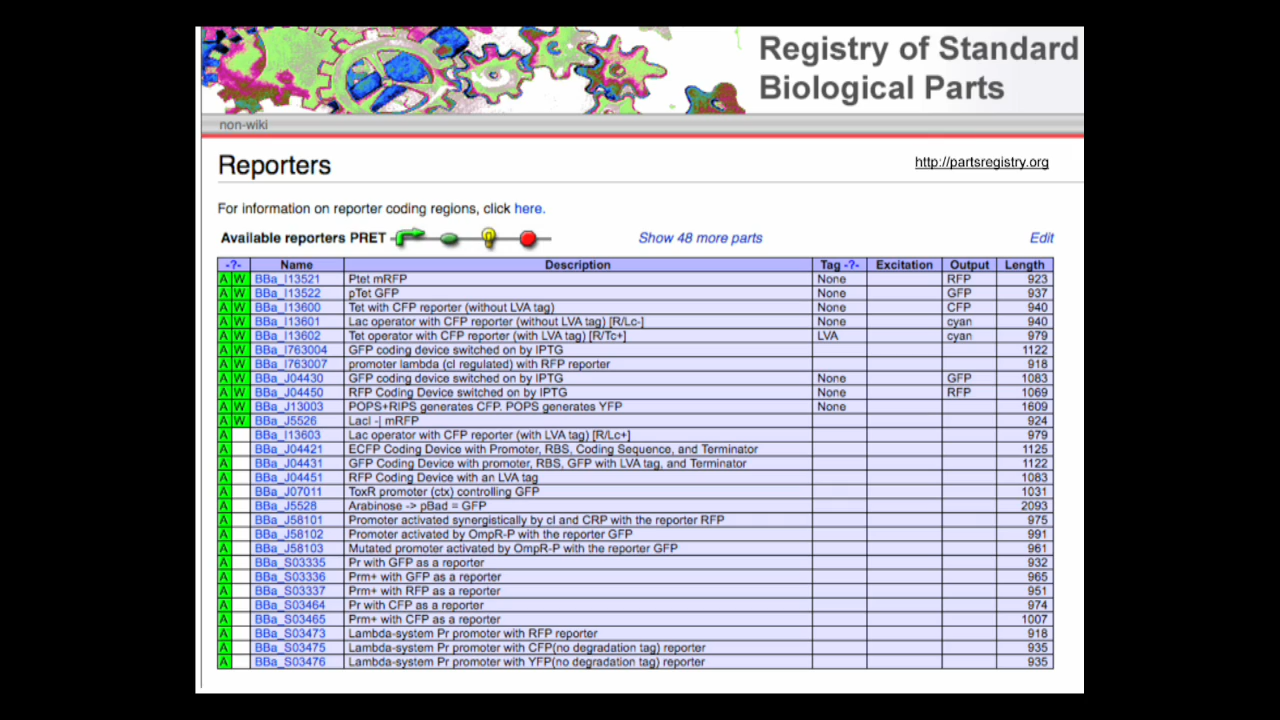 Registry of Standard
Biological Parts
non-wiki
Reporters
http://partsregistry.org
For information on reporter coding regions, click here.
Available reporters PRET Show 48 more parts Edit
-?- Name Description Tag -?- Excitation Output Length
A W BBa_I13521 Ptet mRFP None RFP 923
A W BBa_I13522 pTet GFP None GFP 937
A W BBa_I13600 Tet with CFP reporter (without LVA tag) None CFP 940
A W BBa_I13601 Lac operator with CFP reporter (without LVA tag) [R/Lc-] None cyan 940
A W BBa_I13602 Tet operator with CFP reporter (with LVA tag) [R/Tc+] LVA cyan 979
A W BBa_I763004 GFP coding device switched on by IPTG 1122
A W BBa_I763007 promoter lambda (cI regulated) with RFP reporter 918
A W BBa_J04430 GFP coding device switched on by IPTG None GFP 1083
A W BBa_J04450 RFP Coding Device switched on by IPTG None RFP 1069
A W BBa_J13003 POPS+RIPS generates CFP. POPS generates YFP None 1609
A W BBa_J5526 LacI -| mRFP 924
A BBa_I13603 Lac operator with CFP reporter (with LVA tag) [R/Lc+] 979
A BBa_J04421 ECFP Coding Device with Promoter, RBS, Coding Sequence, and Terminator 1125
A BBa_J04431 GFP Coding Device with promoter, RBS, GFP with LVA tag, and Terminator 1122
A BBa_J04451 RFP Coding Device with an LVA tag 1083
A BBa_J07011 ToxR promoter (ctx) controlling GFP 1031
A BBa_J5528 Arabinose -> pBad = GFP 2093
A BBa_J58101 Promoter activated synergistically by cI and CRP with the reporter RFP 975
A BBa_J58102 Promoter activated by OmpR-P with the reporter GFP 991
A BBa_J58103 Mutated promoter activated by OmpR-P with the reporter GFP 961
A BBa_S03335 Pr with GFP as a reporter 932
A BBa_S03336 Prm+ with GFP as a reporter 965
A BBa_S03337 Prm+ with RFP as a reporter 951
A BBa_S03464 Pr with CFP as a reporter 974
A BBa_S03465 Prm+ with CFP as a reporter 1007
A BBa_S03473 Lambda-system Pr promoter with RFP reporter 918
A BBa_S03475 Lambda-system Pr promoter with CFP(no degradation tag) reporter 935
A BBa_S03476 Lambda-system Pr promoter with YFP(no degradation tag) reporter 935